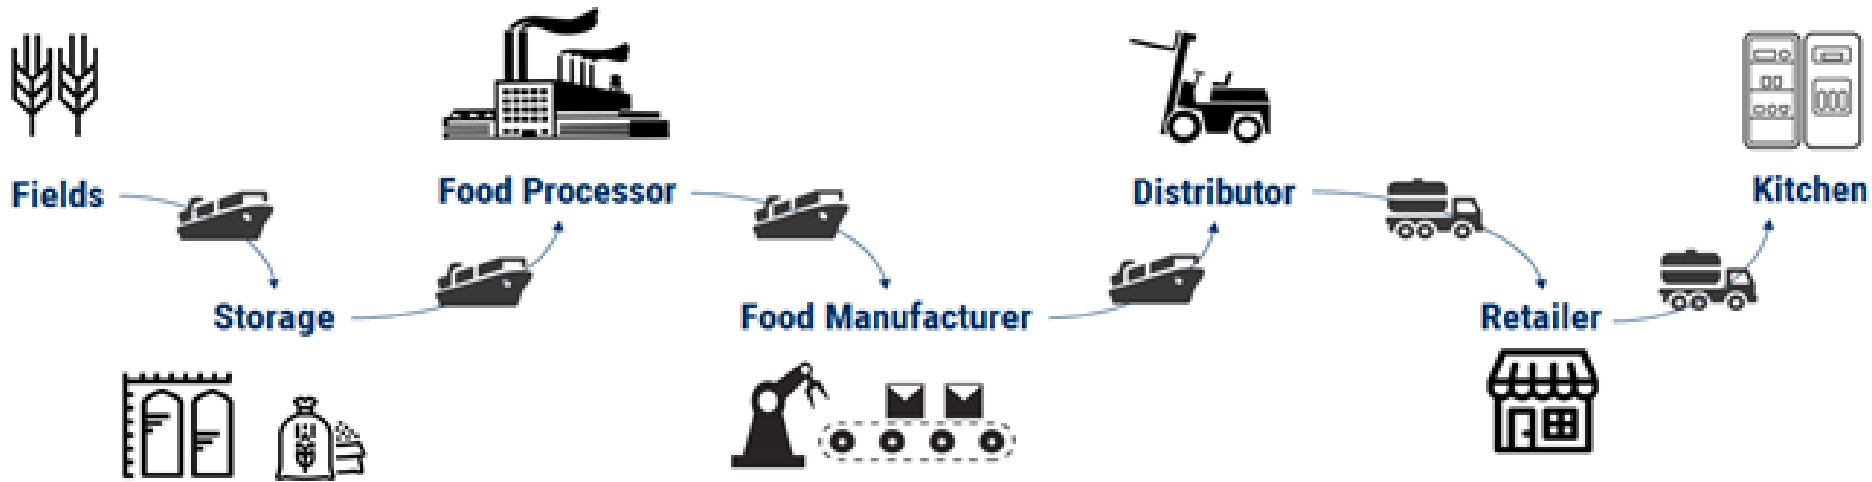 Fields
Storage
Food Processor
Food Manufacturer
Distributor
Retailer
Kitchen